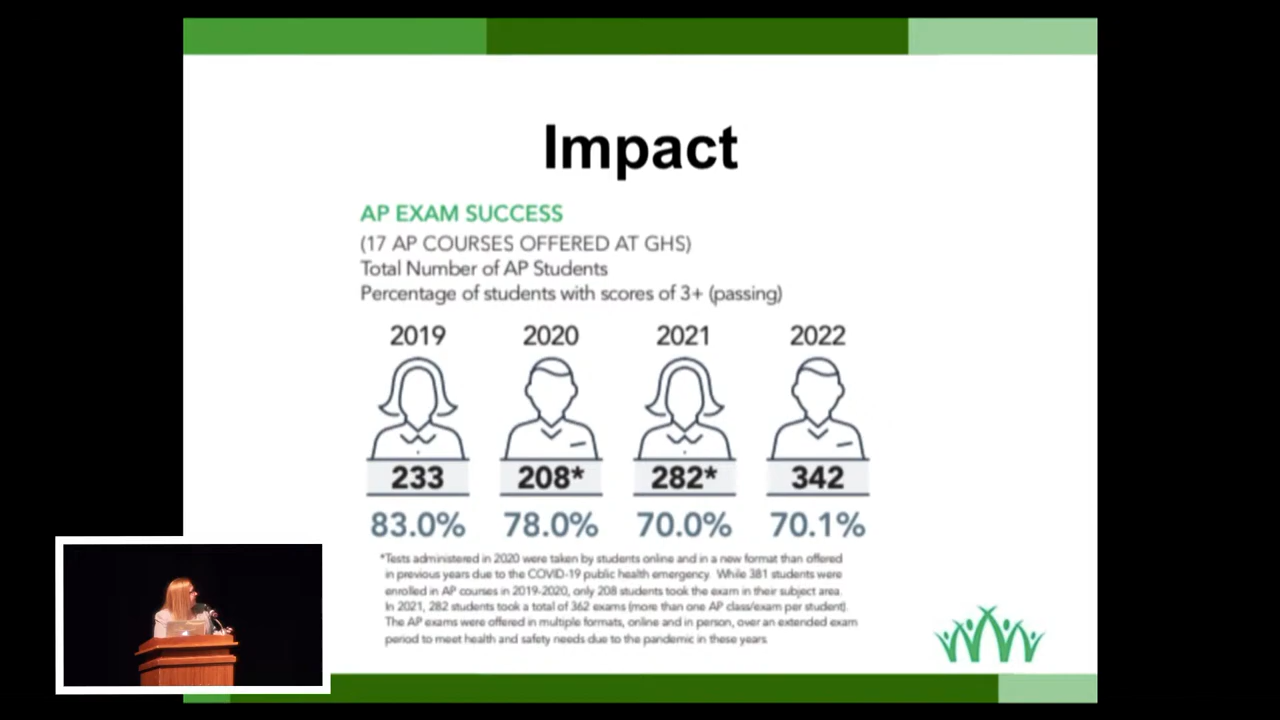 Impact
AP EXAM SUCCESS
(17 AP COURSES OFFERED AT GHS)
Total Number of AP Students
Percentage of students with scores of 3+ (passing)
2019 2020 2021 2022
233 208* 282* 342
83.0% 78.0% 70.0% 70.1%
*Tests administered in 2020 were taken by students online and in a new format than offered
in previous years due to the COVID-19 public health emergency. While 381 students were
enrolled in AP courses in 2019-2020, only 208 students took the exam in their subject area.
In 2021, 282 students took a total of 362 exams (more than one AP class/exam per student).
The AP exams were offered in multiple formats, online and in person, over an extended exam
period to meet health and safety needs due to the pandemic in these years.